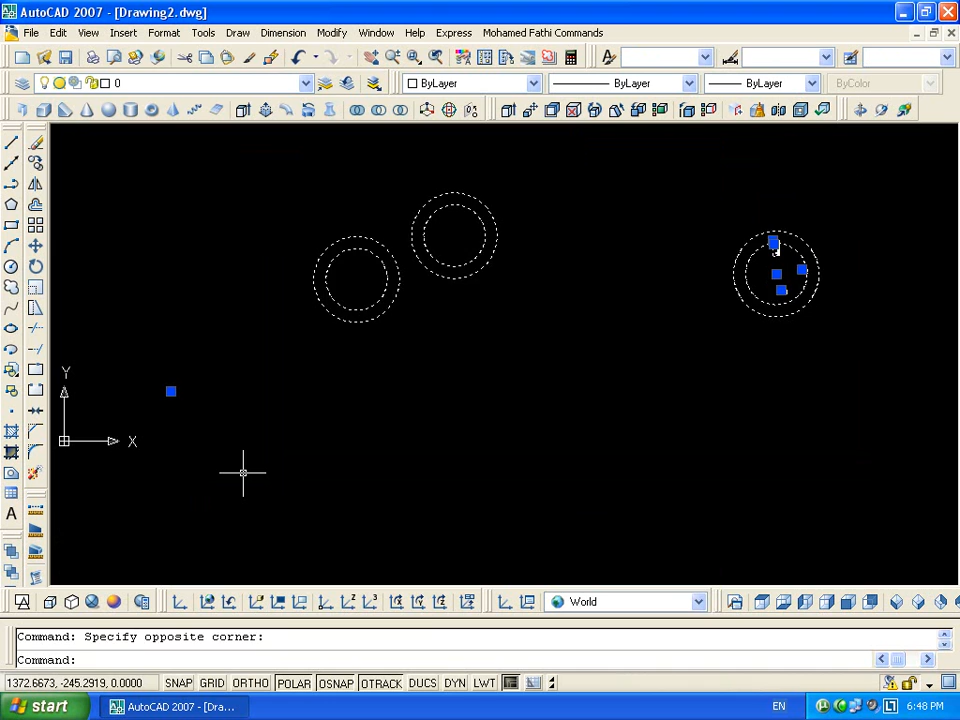 AutoCAD 2007 - [Drawing2.dwg]
File Edit View Insert Format Tools Draw Dimension Modify Window Help Express Mohamed Fathi Commands
0 ByLayer ByLayer ByLayer ByColor
Y
X
A
World
Command: Specify opposite corner:
Command:
1372.6673, -245.2919, 0.0000 SNAP GRID ORTHO POLAR OSNAP OTRACK DUCS DYN LWT
start AutoCAD 2007 - [Dra... EN 6:48 PM